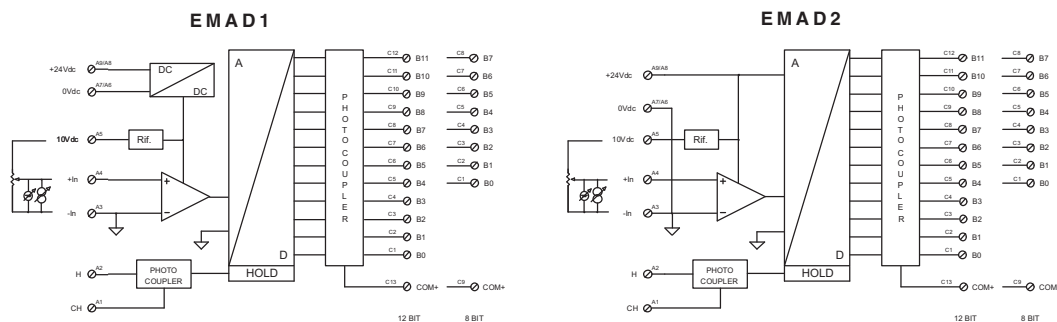 EMAD1
+24Vdc A9/A8
0Vdc A7/A6
DC
DC
10Vdc A5
Rif.
+In A4
-In A3
+
−
A
D
HOLD
H A2
CH A1
PHOTO
COUPLER
PHOTOCOUPLER
C12 B11 C8 B7
C11 B10 C7 B6
C10 B9 C6 B5
C9 B8 C5 B4
C8 B7 C4 B3
C7 B6 C3 B2
C6 B5 C2 B1
C5 B4 C1 B0
C4 B3
C3 B2
C2 B1
C1 B0
C13 COM+ C9 COM+
12 BIT 8 BIT
EMAD2
+24Vdc A9/A8
0Vdc A7/A6
10Vdc A5
Rif.
+In A4
-In A3
+
−
A
D
HOLD
H A2
CH A1
PHOTO
COUPLER
PHOTOCOUPLER
C12 B11 C8 B7
C11 B10 C7 B6
C10 B9 C6 B5
C9 B8 C5 B4
C8 B7 C4 B3
C7 B6 C3 B2
C6 B5 C2 B1
C5 B4 C1 B0
C4 B3
C3 B2
C2 B1
C1 B0
C13 COM+ C9 COM
12 BIT 8 BIT